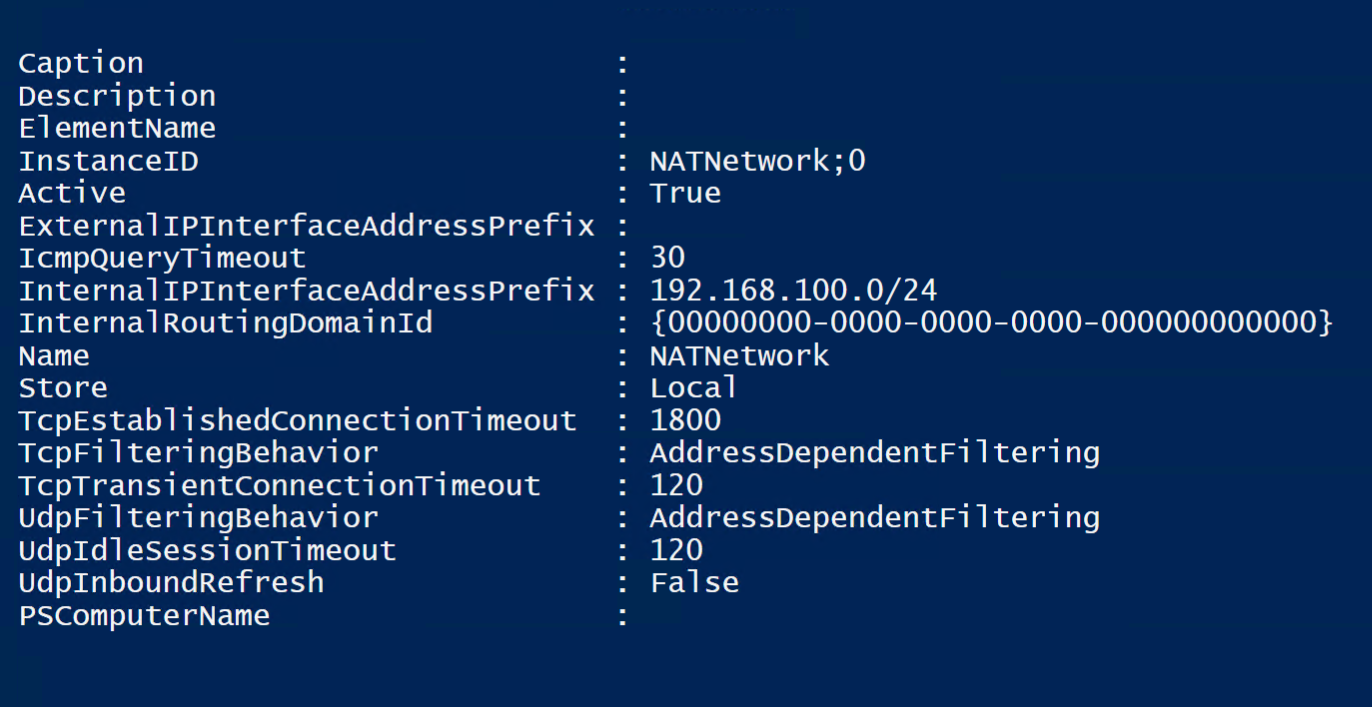 Caption :
Description :
ElementName :
InstanceID : NATNetwork;0
Active : True
ExternalIPInterfaceAddressPrefix :
IcmpQueryTimeout : 30
InternalIPInterfaceAddressPrefix : 192.168.100.0/24
InternalRoutingDomainId : {00000000-0000-0000-0000-000000000000}
Name : NATNetwork
Store : Local
TcpEstablishedConnectionTimeout : 1800
TcpFilteringBehavior : AddressDependentFiltering
TcpTransientConnectionTimeout : 120
UdpFilteringBehavior : AddressDependentFiltering
UdpIdleSessionTimeout : 120
UdpInboundRefresh : False
PSComputerName :